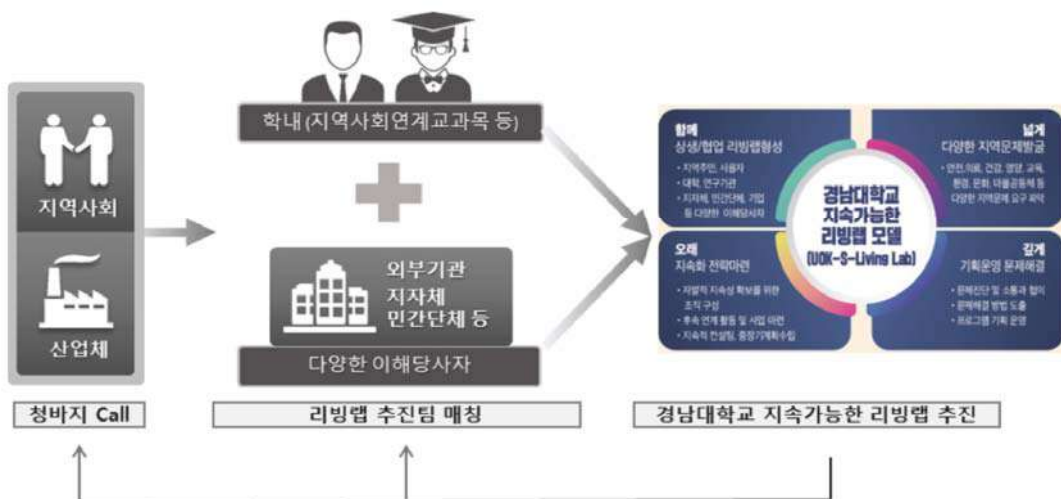 지역사회
산업체
청바지 Call
학내 (지역사회연계교과목 등)
외부기관
지자체
민간단체 등
다양한 이해당사자
리빙랩 추진팀 매칭
함께
상생/협업 리빙랩형성
• 지역주민, 사용자
• 대학, 연구기관
• 지자체, 민간단체, 기업
등 다양한 이해당사자
넓게
다양한 지역문제발굴
• 안전,의료, 건강, 영양, 교육,
환경, 문화, 마을공동체 등
다양한 지역문제 요구 파악
경남대학교
지속가능한
리빙랩 모델
(UOK-S-Living Lab)
오래
지속화 전략마련
• 자발적 지속성 확보를 위한
조직 구성
• 후속 연계 활동 및 사업 마련
• 지속적 컨설팅, 중장기계획수립
깊게
기획운영 문제해결
• 문제진단 및 소통과 협의
• 문제해결 방법 도출
• 프로그램 기획 운영
경남대학교 지속가능한 리빙랩 추진